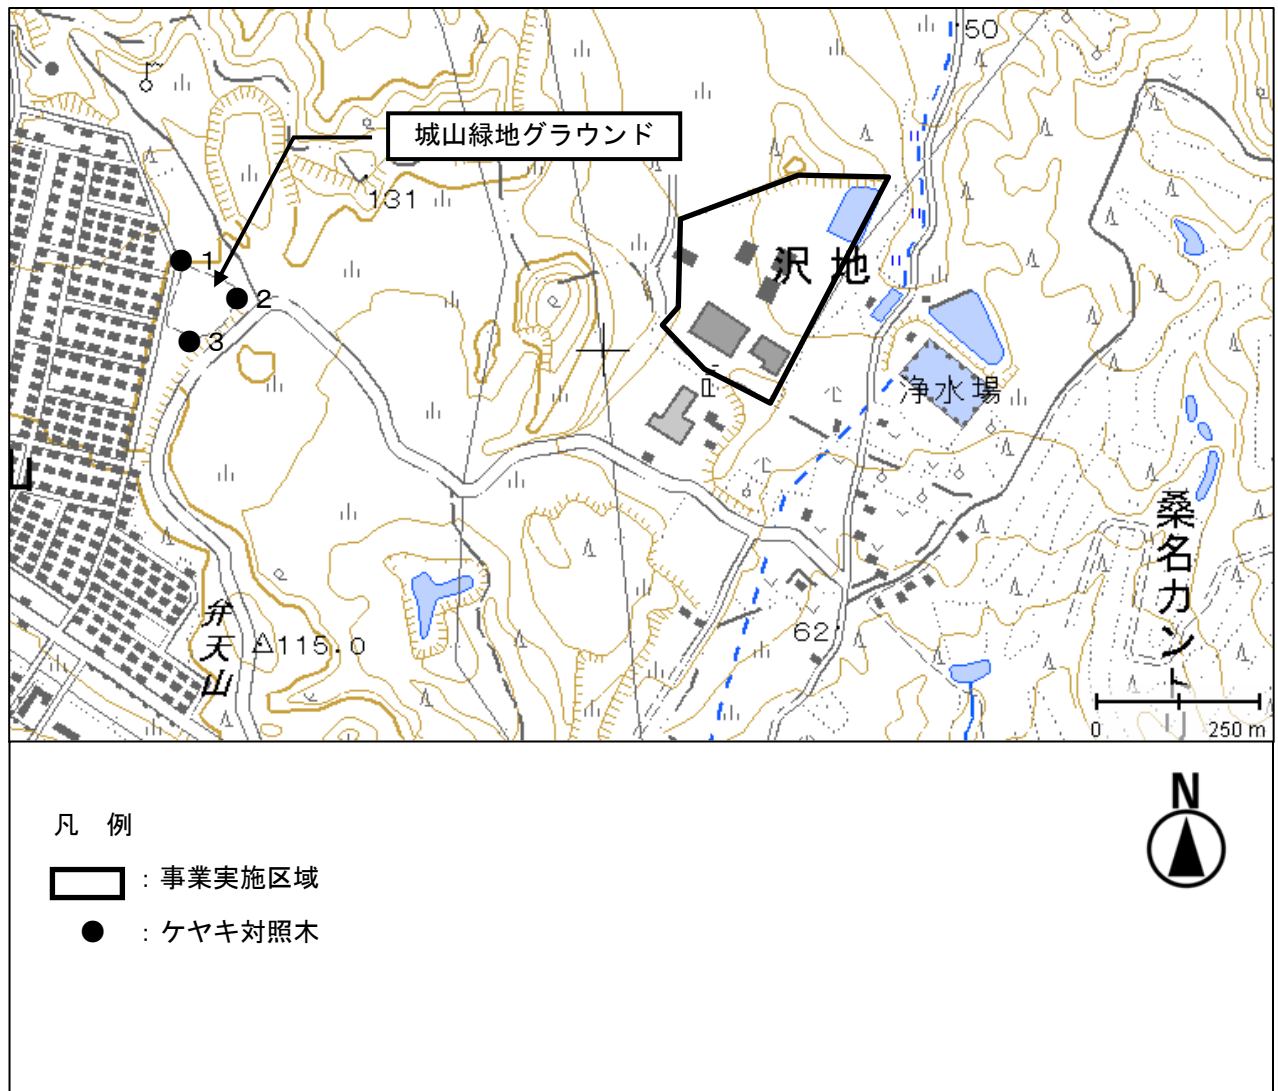 50
城山緑地グラウンド
131
沢地
1
2
3
浄水場
山
桑名カント
弁天山
115.0
62
0
250 m
N
凡 例
: 事業実施区域
: ケヤキ対照木